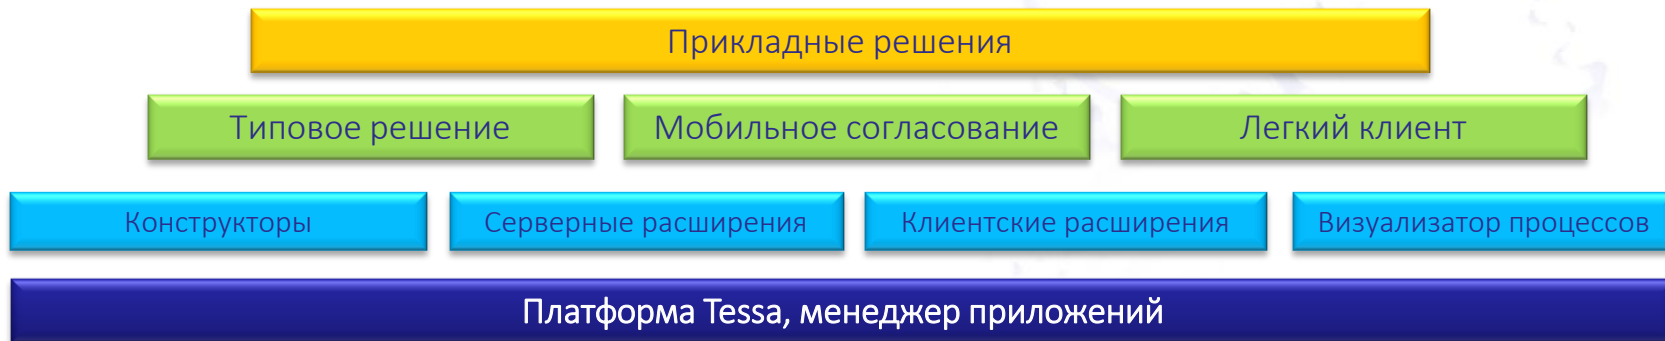 Прикладные решения
Типовое решение
Мобильное согласование
Легкий клиент
Конструкторы
Серверные расширения
Клиентские расширения
Визуализатор процессов
Платформа Tessa, менеджер приложений